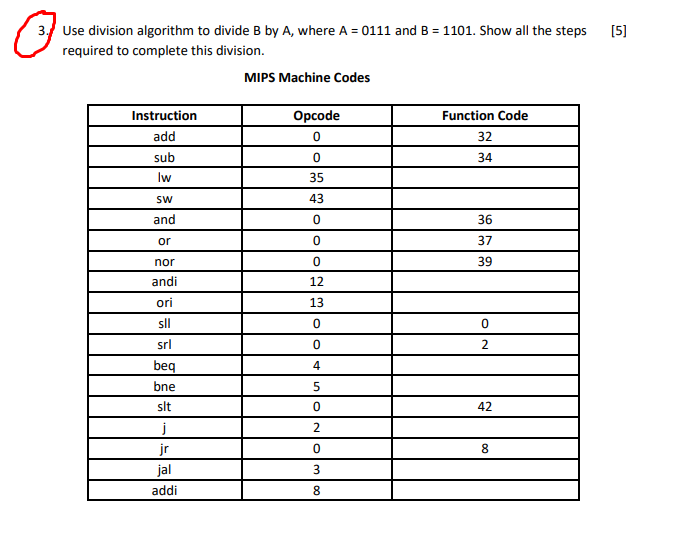 3. Use division algorithm to divide B by A, where A = 0111 and B = 1101. Show all the steps [5]
required to complete this division.
MIPS Machine Codes
Instruction Opcode Function Code
add 0 32
sub 0 34
lw 35
sw 43
and 0 36
or 0 37
nor 0 39
andi 12
ori 13
sll 0 0
srl 0 2
beq 4
bne 5
slt 0 42
j 2
jr 0 8
jal 3
addi 8